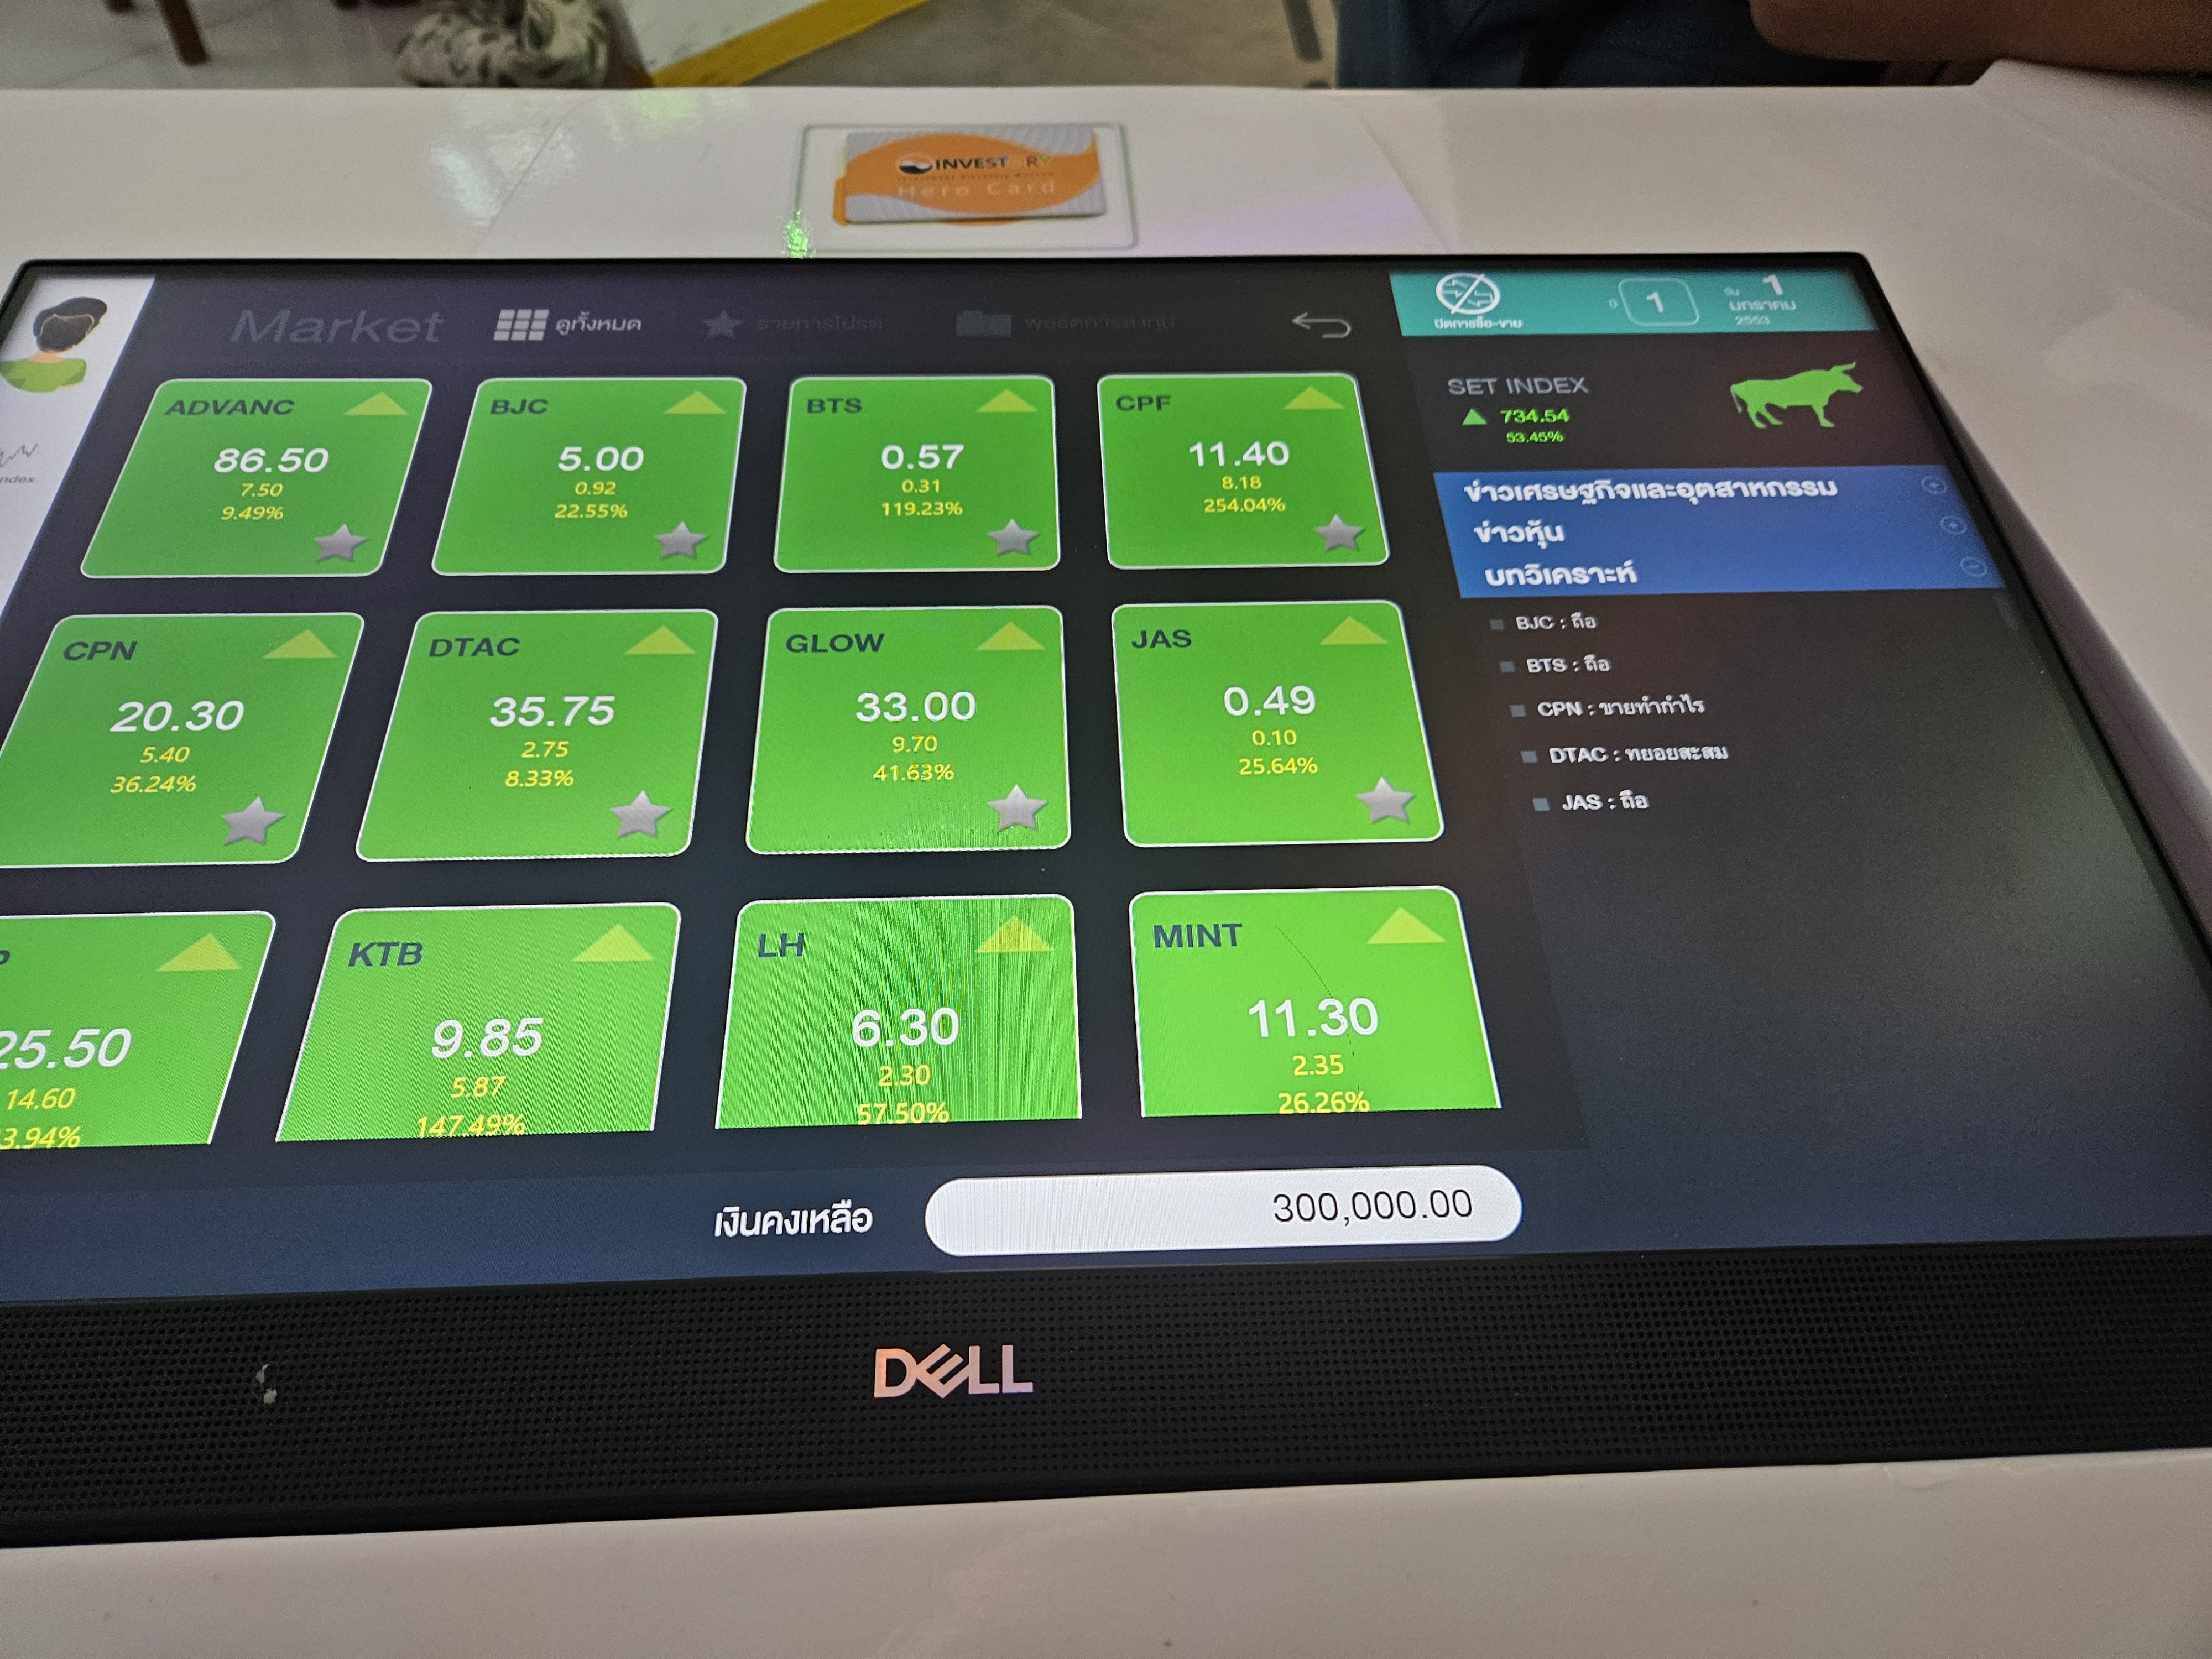 INVESTORY
Hero Card
Market
ดูทั้งหมด
รายการโปรด
พอร์ตการลงทุน
ปิดการซื้อ-ขาย
ปี
1
วัน 1
มกราคม
2553
ADVANC
86.50
7.50
9.49%
BJC
5.00
0.92
22.55%
BTS
0.57
0.31
119.23%
CPF
11.40
8.18
254.04%
SET INDEX
734.54
53.45%
ndex
ข่าวเศรษฐกิจและอุตสาหกรรม
ข่าวหุ้น
บทวิเคราะห์
BJC : ถือ
BTS : ถือ
CPN : ขายทำกำไร
DTAC : ทยอยสะสม
JAS : ถือ
CPN
20.30
5.40
36.24%
DTAC
35.75
2.75
8.33%
GLOW
33.00
9.70
41.63%
JAS
0.49
0.10
25.64%
P
25.50
14.60
3.94%
KTB
9.85
5.87
147.49%
LH
6.30
2.30
57.50%
MINT
11.30
2.35
26.26%
เงินคงเหลือ
300,000.00
DELL